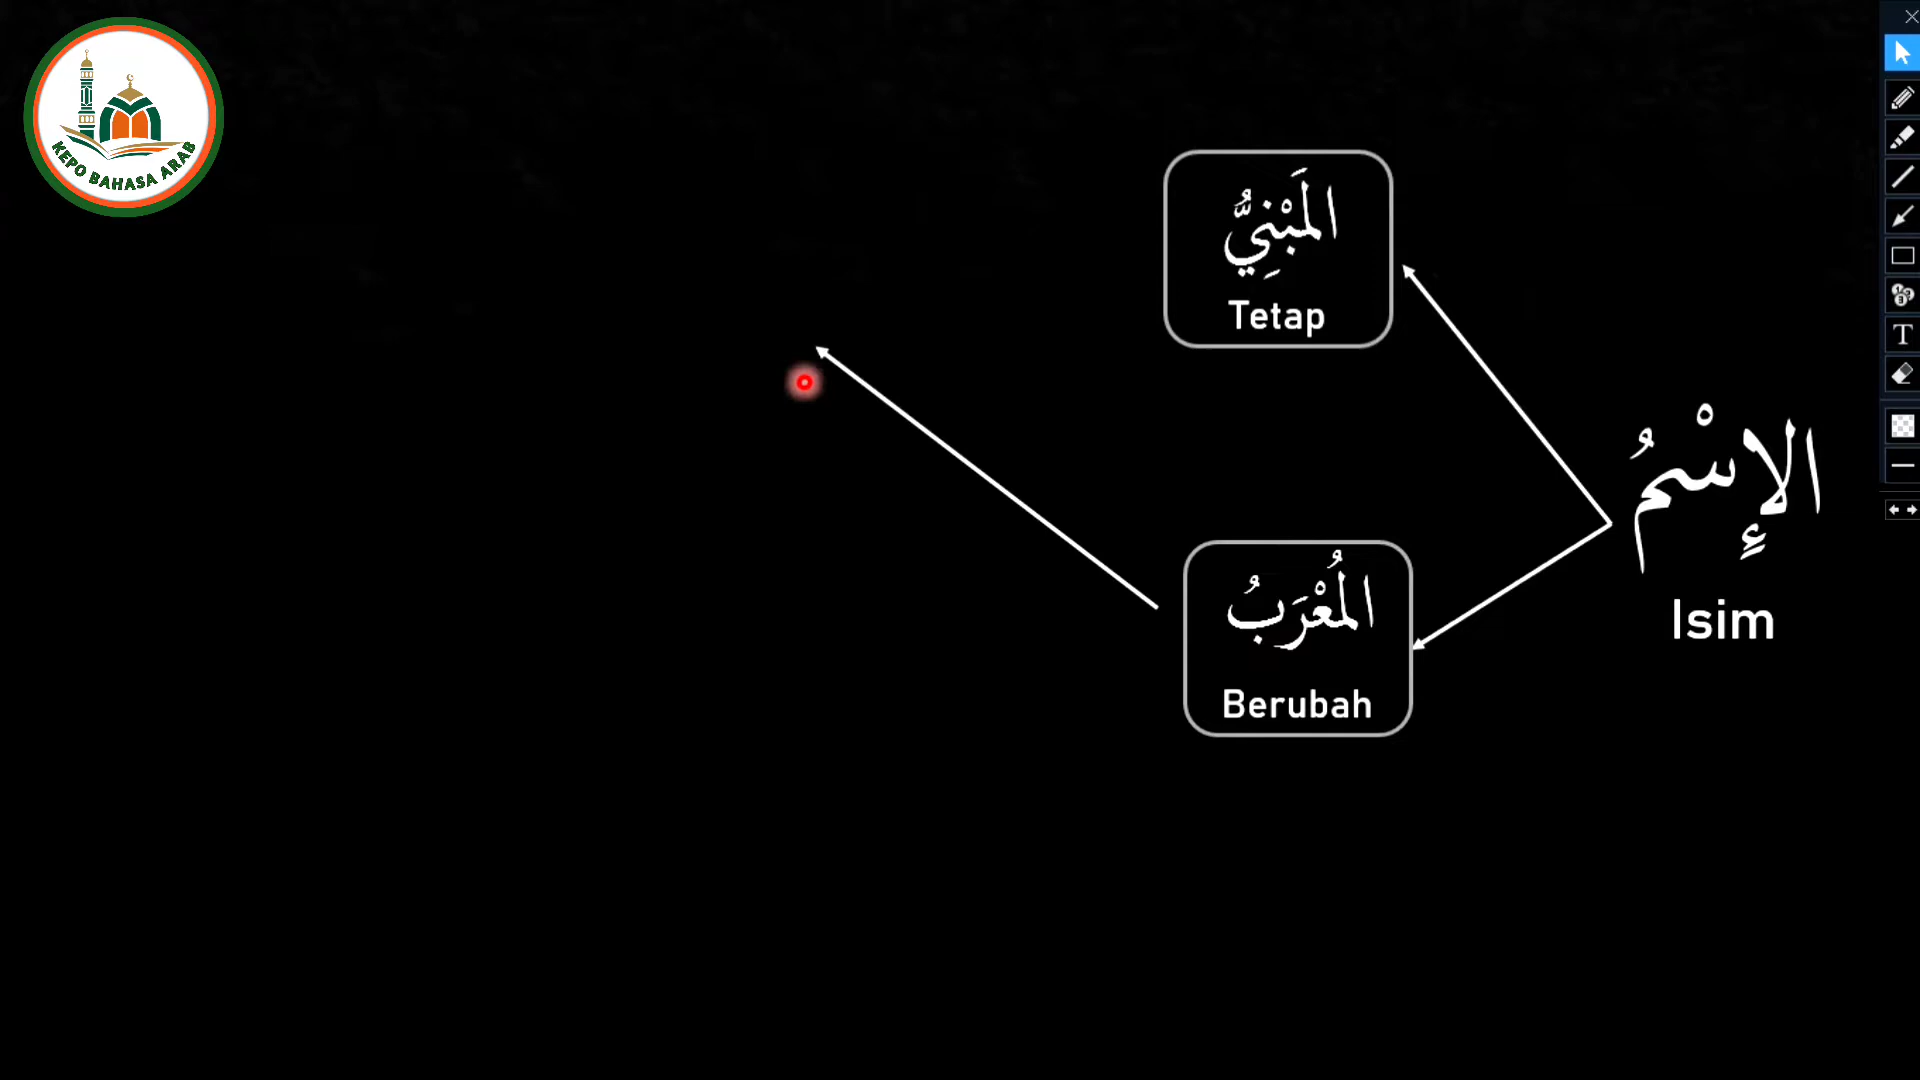 KEPO BAHASA ARAB
المَبْنِيُّ
Tetap
الإِسْمُ
Isim
المُعْرَبُ
Berubah
T